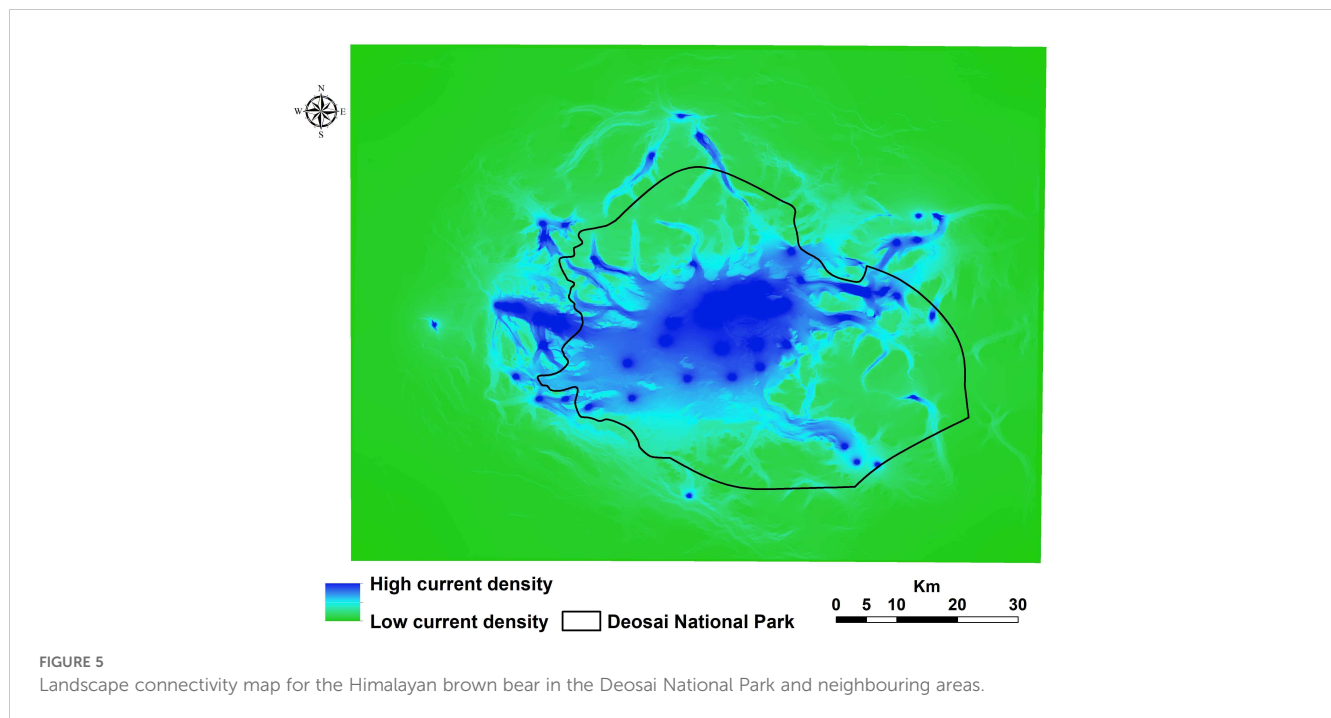 N
W E
S
High current density
Low current density
Deosai National Park
Km
0 5 10 20 30
FIGURE 5
Landscape connectivity map for the Himalayan brown bear in the Deosai National Park and neighbouring areas.